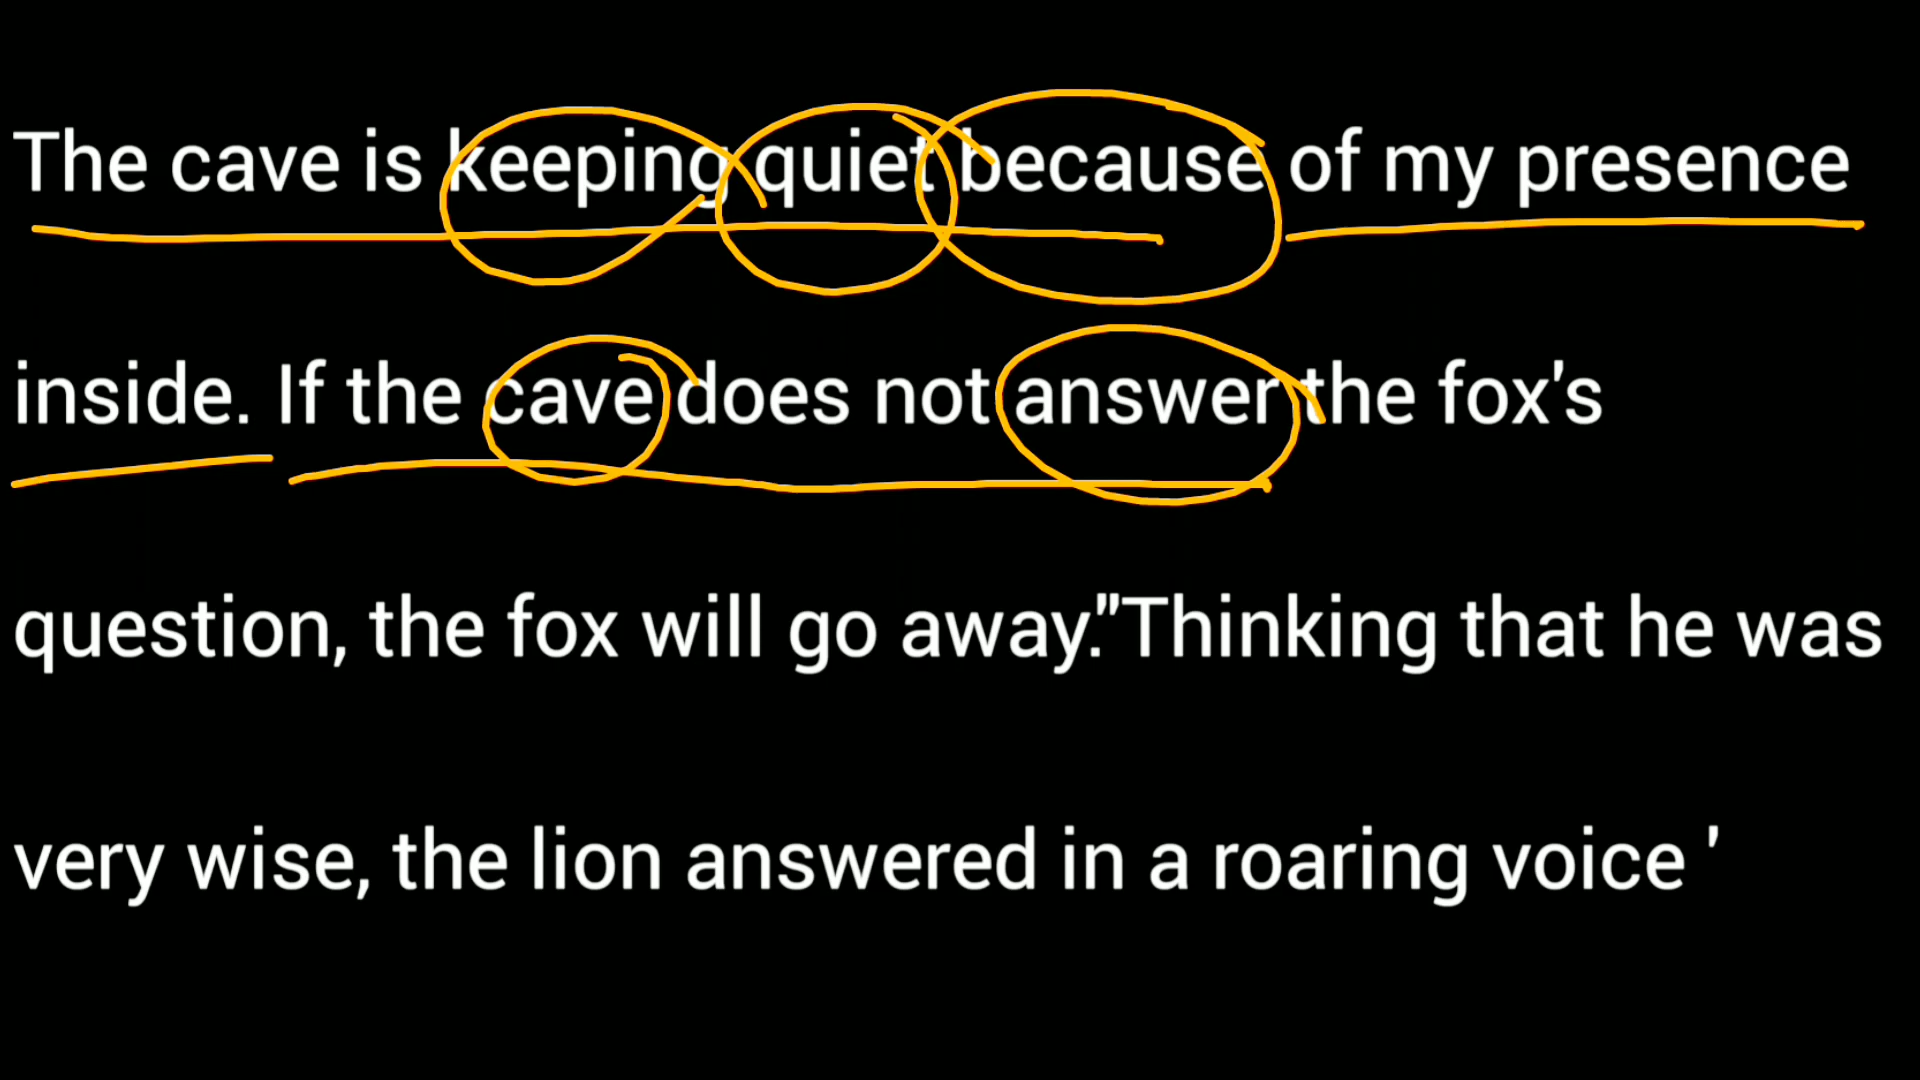 The cave is keeping quiet because of my presence
inside. If the cave does not answer the fox's
question, the fox will go away."Thinking that he was
very wise, the lion answered in a roaring voice '